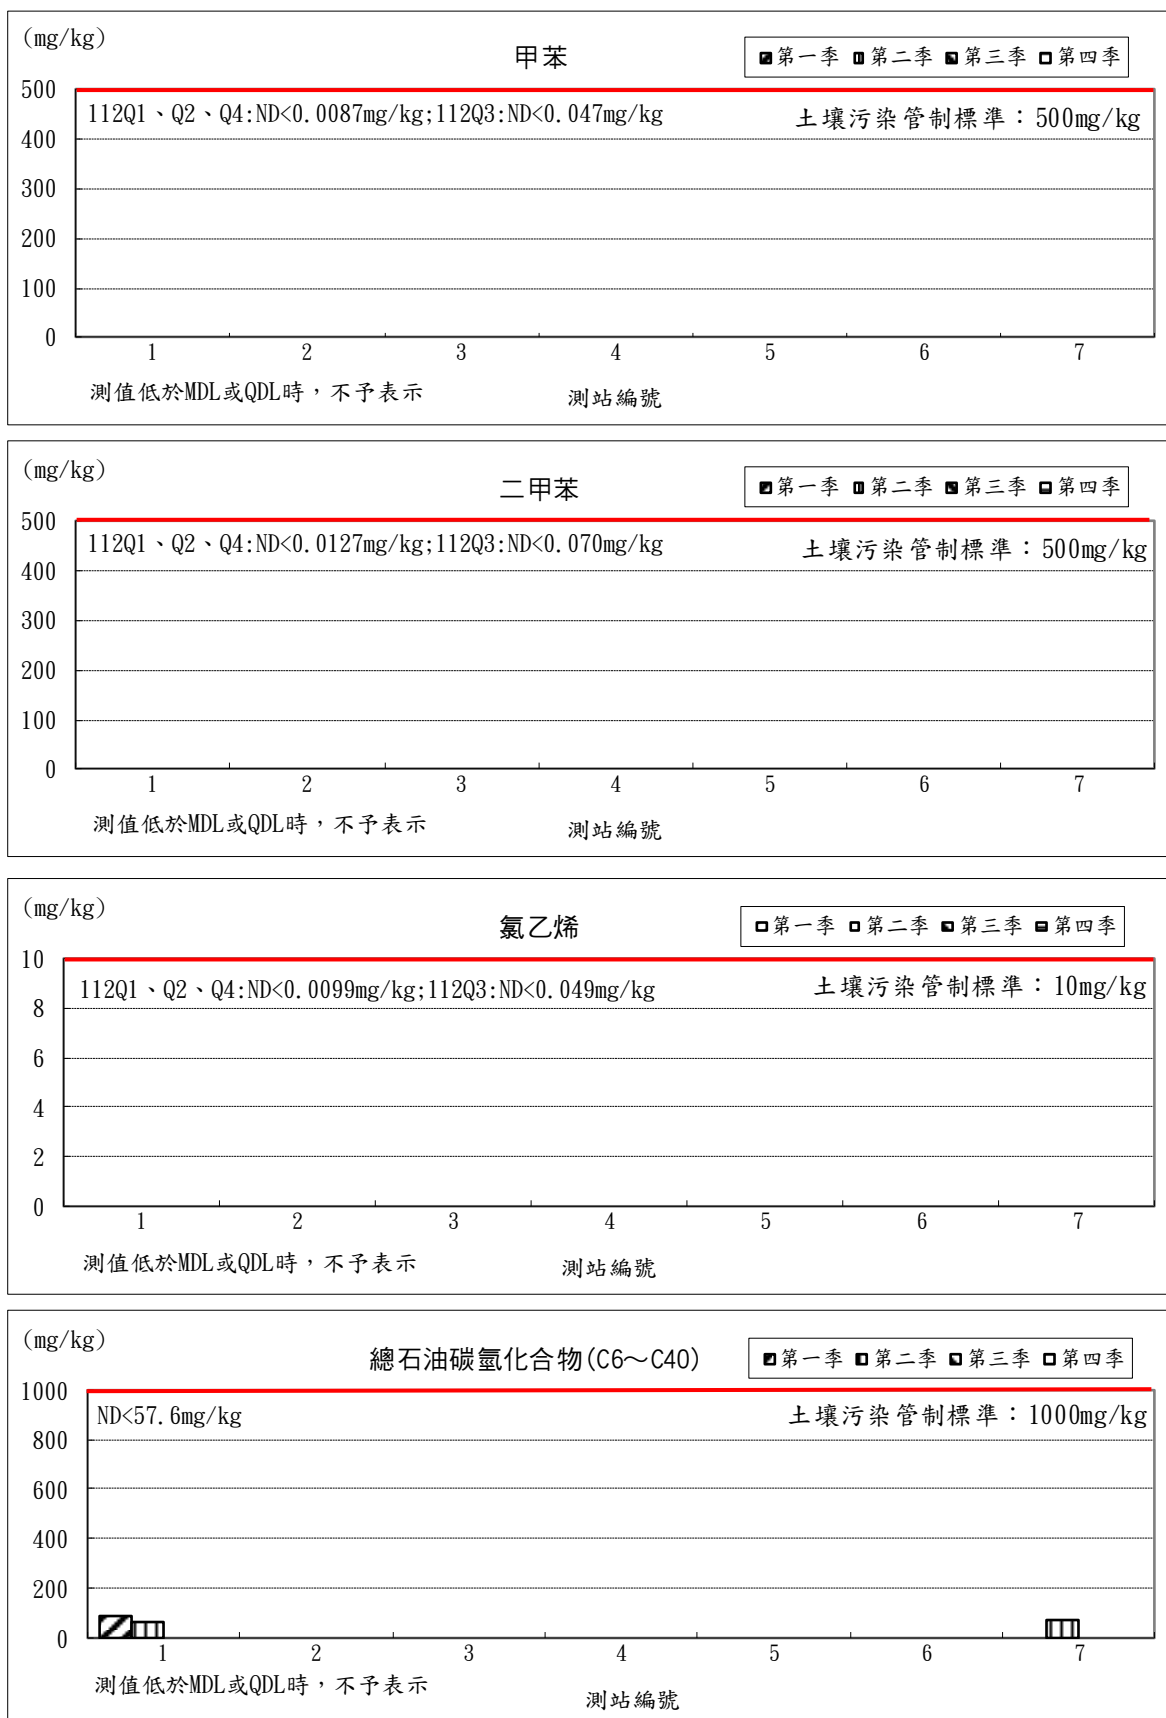 (mg/kg)
甲苯
第一季 第二季 第三季 第四季
500
112Q1、Q2、Q4:ND<0.0087mg/kg;112Q3:ND<0.047mg/kg
土壤污染管制標準：500mg/kg
400
300
200
100
0
1 2 3 4 5 6 7
測值低於MDL或QDL時，不予表示
測站編號
(mg/kg)
二甲苯
第一季 第二季 第三季 第四季
500
112Q1、Q2、Q4:ND<0.0127mg/kg;112Q3:ND<0.070mg/kg
土壤污染管制標準：500mg/kg
400
300
200
100
0
1 2 3 4 5 6 7
測值低於MDL或QDL時，不予表示
測站編號
(mg/kg)
氯乙烯
第一季 第二季 第三季 第四季
10
112Q1、Q2、Q4:ND<0.0099mg/kg;112Q3:ND<0.049mg/kg
土壤污染管制標準：10mg/kg
8
6
4
2
0
1 2 3 4 5 6 7
測值低於MDL或QDL時，不予表示
測站編號
(mg/kg)
總石油碳氫化合物(C6～C40)
第一季 第二季 第三季 第四季
1000
ND<57.6mg/kg
土壤污染管制標準：1000mg/kg
800
600
400
200
0
1 2 3 4 5 6 7
測值低於MDL或QDL時，不予表示
測站編號